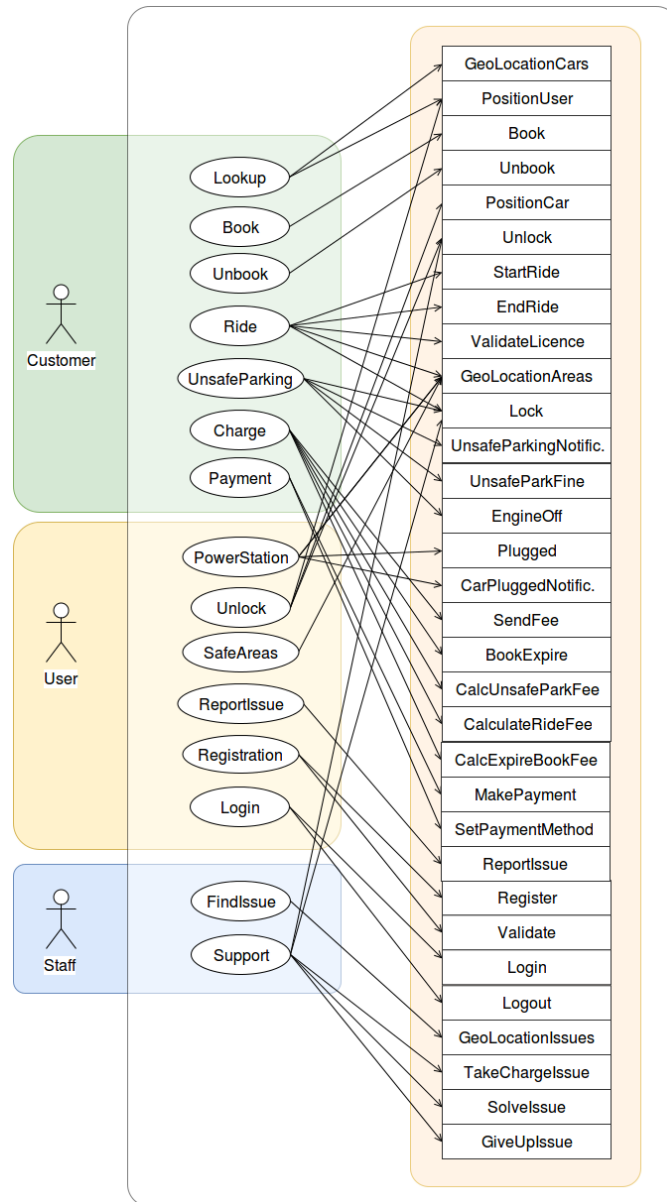 Customer
User
Staff
Lookup
Book
Unbook
Ride
UnsafeParking
Charge
Payment
PowerStation
Unlock
SafeAreas
ReportIssue
Registration
Login
FindIssue
Support
GeoLocationCars
PositionUser
Book
Unbook
PositionCar
Unlock
StartRide
EndRide
ValidateLicence
GeoLocationAreas
Lock
UnsafeParkingNotific.
UnsafeParkFine
EngineOff
Plugged
CarPluggedNotific.
SendFee
BookExpire
CalcUnsafeParkFee
CalculateRideFee
CalcExpireBookFee
MakePayment
SetPaymentMethod
ReportIssue
Register
Validate
Login
Logout
GeoLocationIssues
TakeChargeIssue
SolveIssue
GiveUpIssue